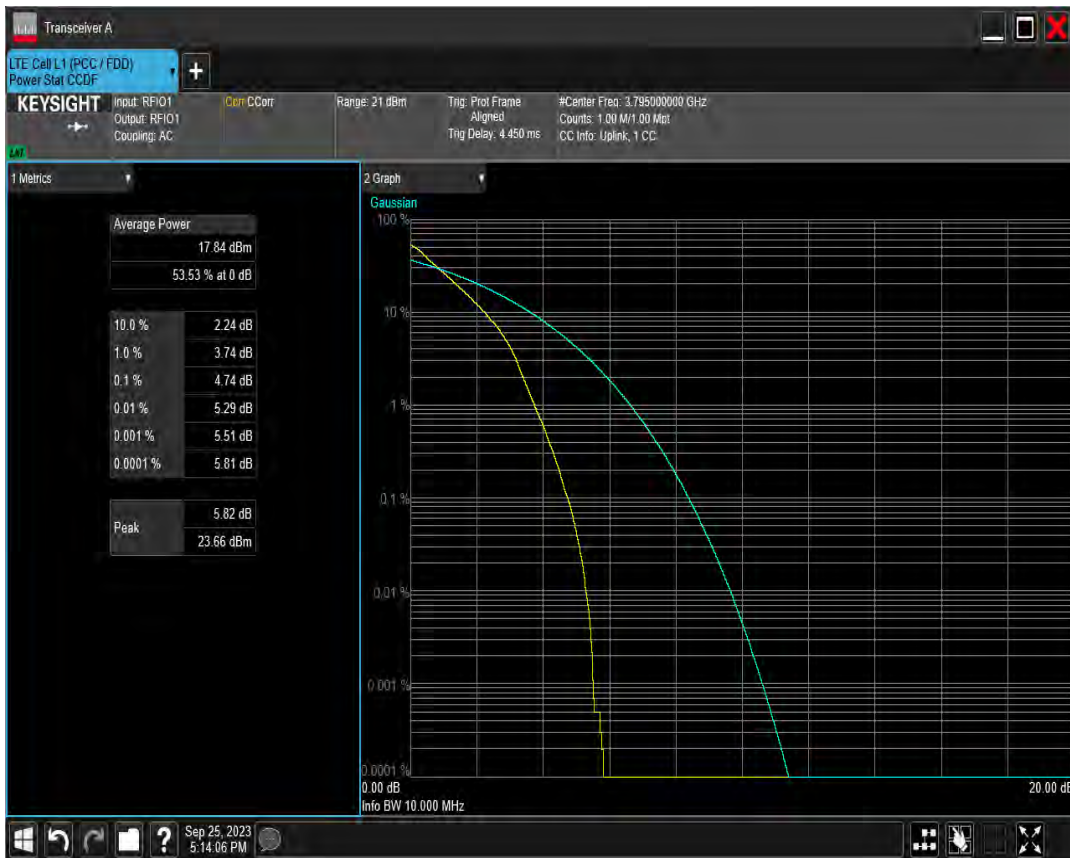 Transceiver A
LTE Cell L1 (PCC / FDD)
Power Stat CCDF
+
KEYSIGHT
Input: RFIO1
Output: RFIO1
Coupling: AC
Corr CCorr
Range: 21 dBm
Trig: Prot Frame
Aligned
Trig Delay: 4.450 ms
#Center Freq: 3.795000000 GHz
Counts: 1.00 M/1.00 Mpt
CC Info: Uplink, 1 CC
LXT
1 Metrics
Average Power
17.84 dBm
53.53 % at 0 dB
10.0 % 2.24 dB
1.0 % 3.74 dB
0.1 % 4.74 dB
0.01 % 5.29 dB
0.001 % 5.51 dB
0.0001 % 5.81 dB
Peak
5.82 dB
23.66 dBm
2 Graph
Gaussian
100 %
10 %
1 %
0.1 %
0.01 %
0.001 %
0.0001 %
0.00 dB 20.00 dB
Info BW 10.000 MHz
?
Sep 25, 2023
5:14:06 PM